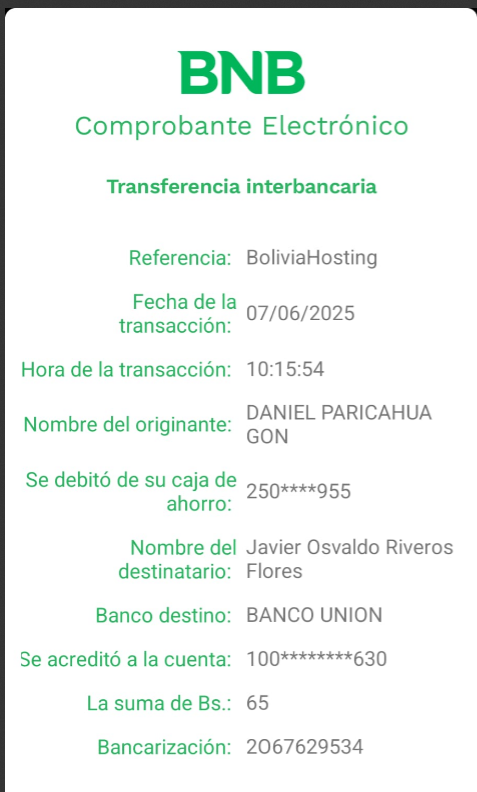 BNB
Comprobante Electrónico
Transferencia interbancaria
Referencia: BoliviaHosting
Fecha de la
transacción: 07/06/2025
Hora de la transacción: 10:15:54
Nombre del originante: DANIEL PARICAHUA
GON
Se debitó de su caja de
ahorro: 250****955
Nombre del Javier Osvaldo Riveros
destinatario: Flores
Banco destino: BANCO UNION
Se acreditó a la cuenta: 100********630
La suma de Bs.: 65
Bancarización: 2O67629534